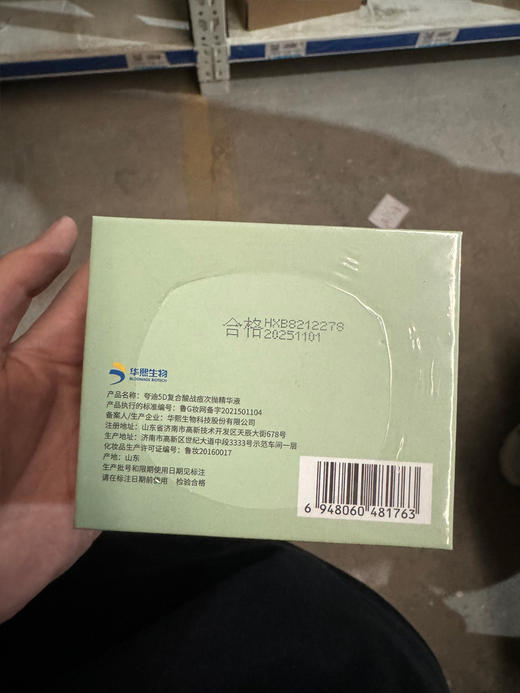 合格 HXB8212278
20251101
华熙生物
BLOOMAGE BIOTECH
产品名称：夸迪5D复合酸战痘次抛精华液
产品执行的标准编号：鲁G妆网备字2021501104
备案人/生产企业：华熙生物科技股份有限公司
注册地址：山东省济南市高新技术开发区天辰大街678号
生产地址：济南市高新区世纪大道中段3333号示范车间一层
化妆品生产许可证编号：鲁妆20160017
产地：山东
生产批号和限期使用日期见标注
请在标注日期前使用 检验合格
6 948060 481763